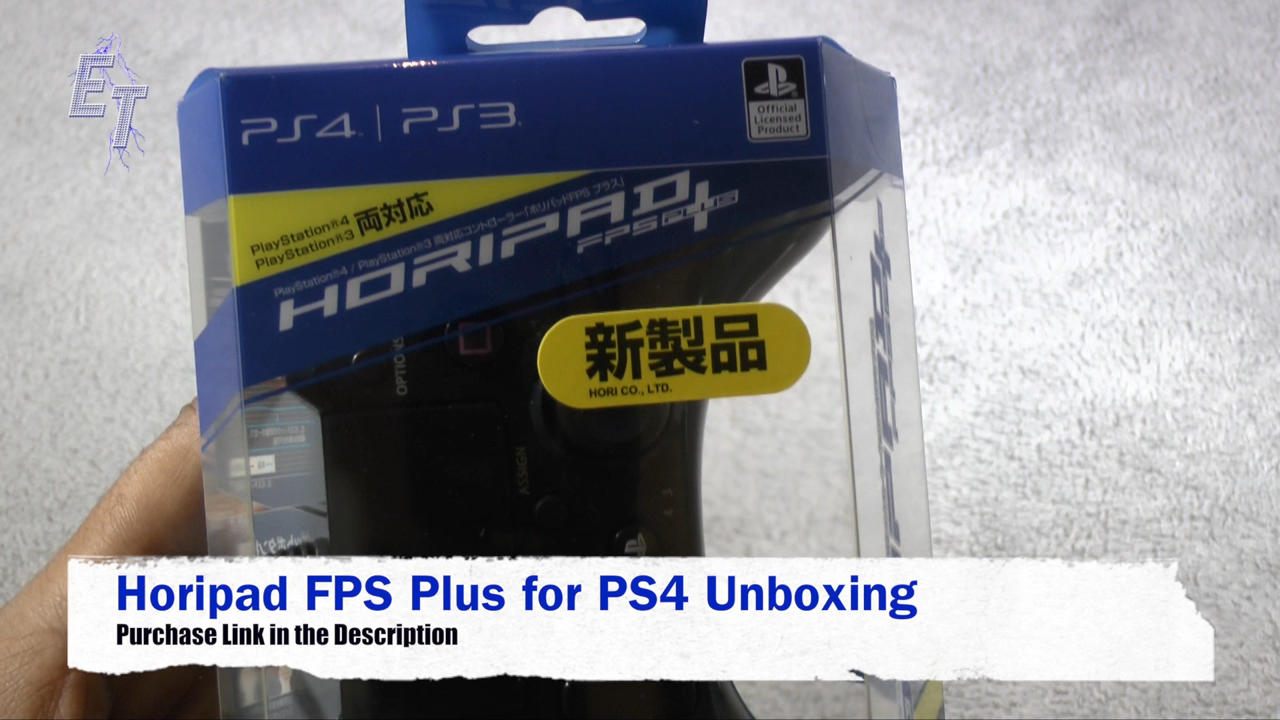 ET
PS4 | PS3
Official
Licensed
Product
PlayStation®4
PlayStation®3 両対応
PlayStation®4 / PlayStation®3 両対応コントローラー「ホリパッドFPS プラス」
HORIPAD
FPS PLUS
新製品
HORI CO., LTD.
OPTIONS
ASSIGN
Horipad FPS Plus for PS4 Unboxing
Purchase Link in the Description